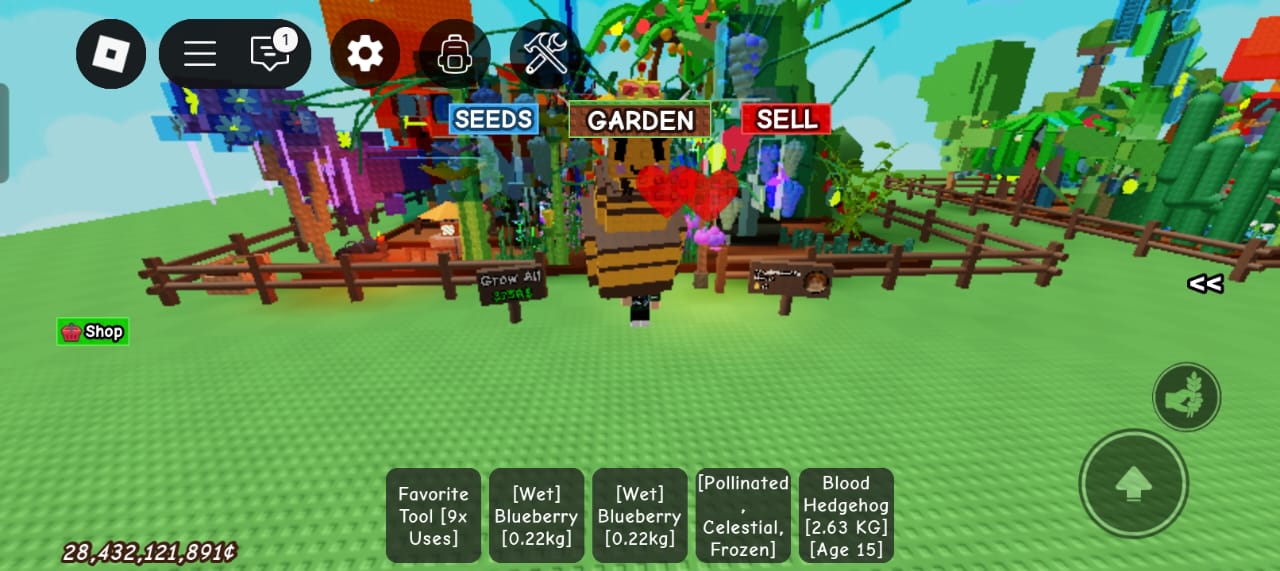 1
SEEDS
GARDEN
SELL
Grow All
<<
Shop
Favorite
Tool [9x
Uses]
[Wet]
Blueberry
[0.22kg]
[Wet]
Blueberry
[0.22kg]
[Pollinated
,
Celestial,
Frozen]
Blood
Hedgehog
[2.63 KG]
[Age 15]
28,432,121,891¢